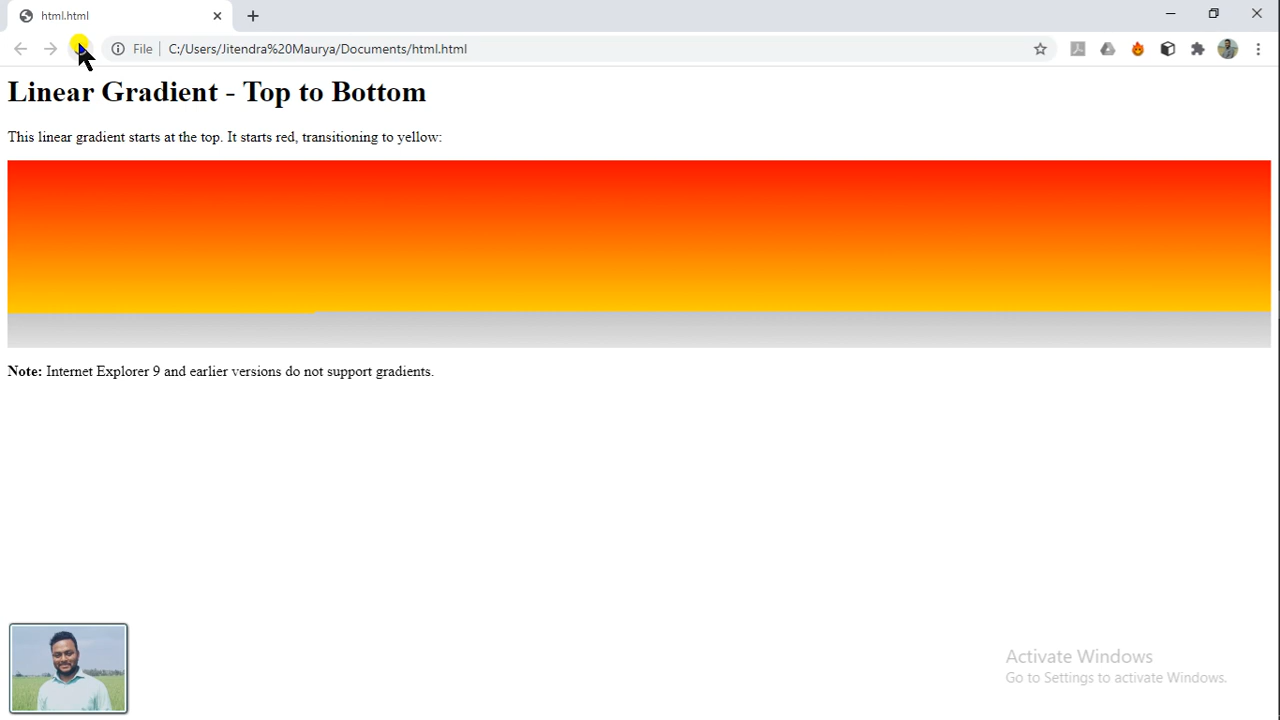 html.html
File
C:/Users/Jitendra%20Maurya/Documents/html.html
Linear Gradient - Top to Bottom
This linear gradient starts at the top. It starts red, transitioning to yellow:
Note: Internet Explorer 9 and earlier versions do not support gradients.
Activate Windows
Go to Settings to activate Windows.